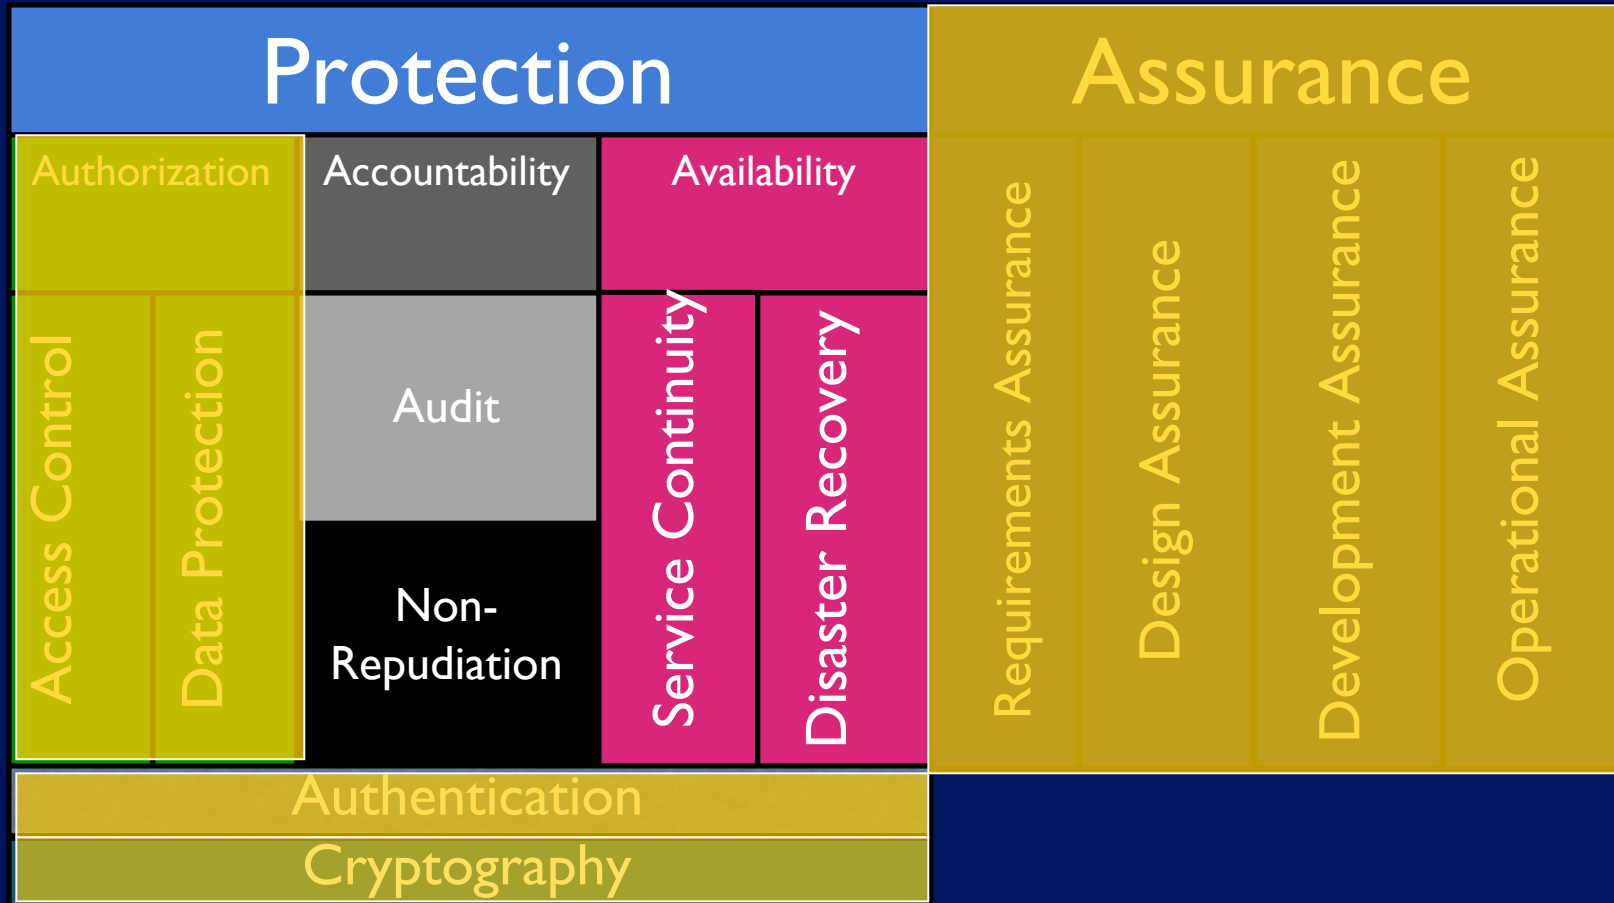 Protection
Assurance
Authorization
Accountability
Availability
Access Control
Data Protection
Audit
Non-
Repudiation
Service Continuity
Disaster Recovery
Requirements Assurance
Design Assurance
Development Assurance
Operational Assurance
Authentication
Cryptography